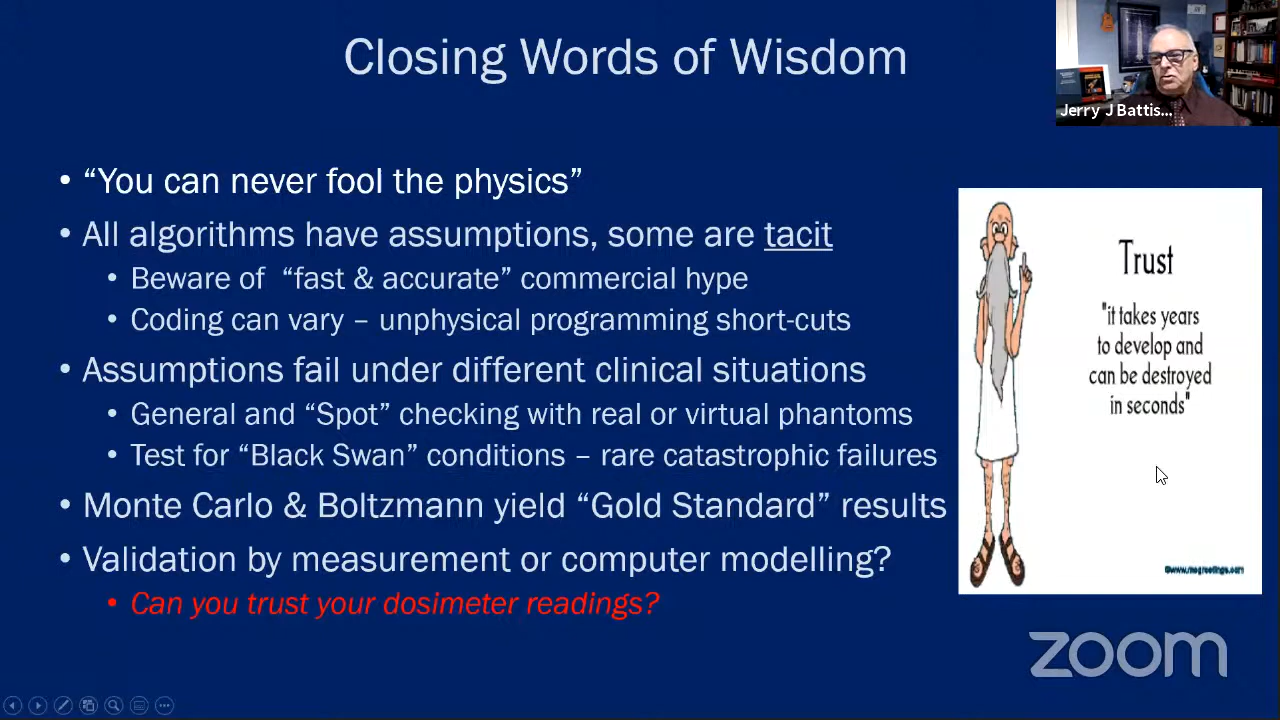 Closing Words of Wisdom
Jerry J Battis...
• “You can never fool the physics”
• All algorithms have assumptions, some are tacit
• Beware of “fast & accurate” commercial hype
• Coding can vary – unphysical programming short-cuts
• Assumptions fail under different clinical situations
• General and “Spot” checking with real or virtual phantoms
• Test for “Black Swan” conditions – rare catastrophic failures
• Monte Carlo & Boltzmann yield “Gold Standard” results
• Validation by measurement or computer modelling?
• Can you trust your dosimeter readings?
Trust
"it takes years
to develop and
can be destroyed
in seconds"
zoom